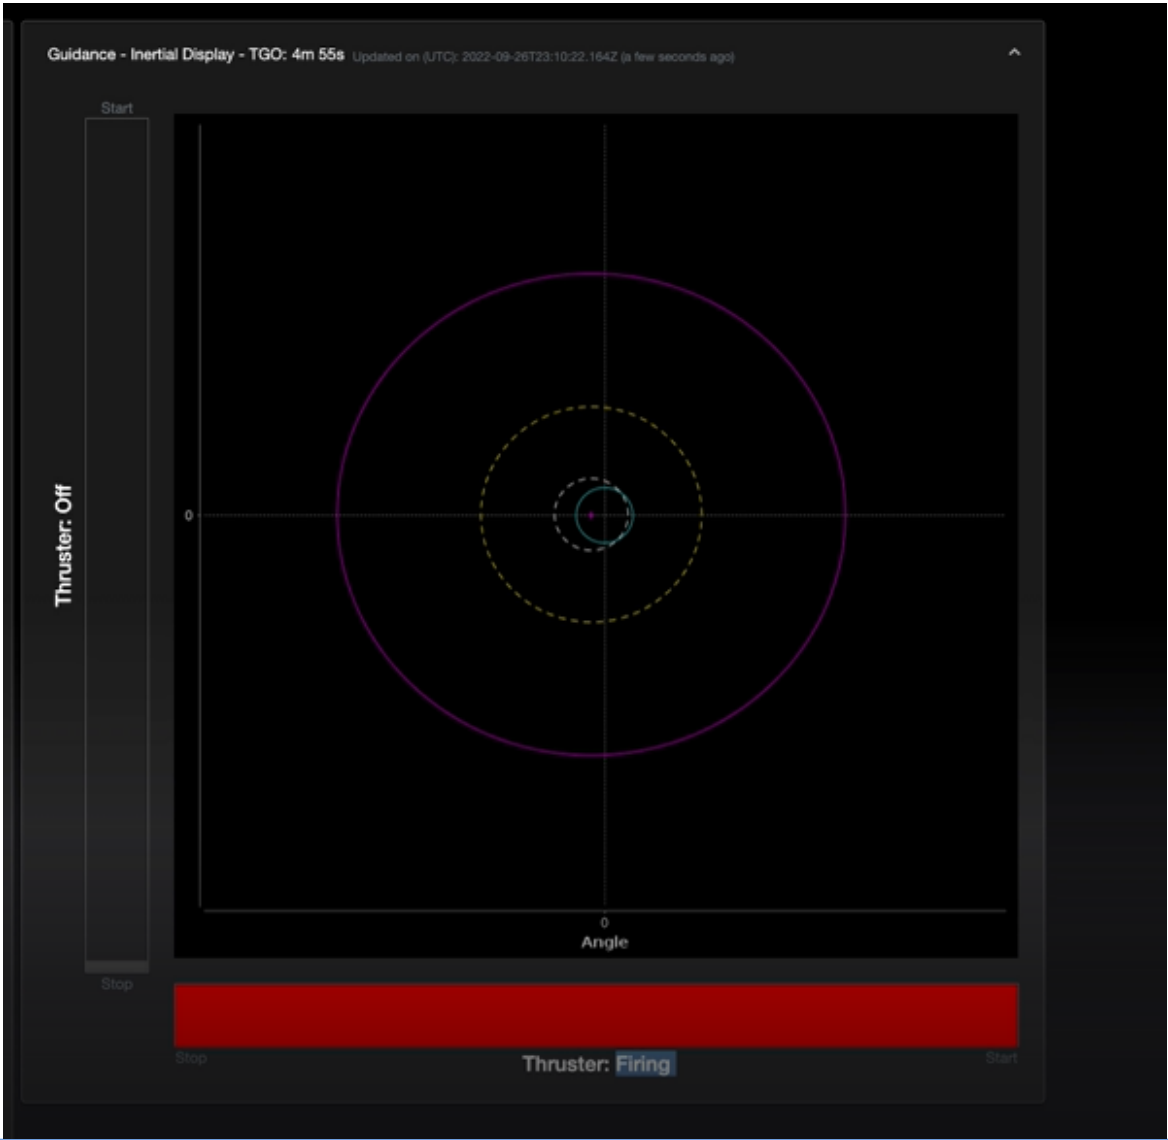 Guidance - Inertial Display - TGO: 4m 55s Updated on (UTC): 2022-09-26T23:10:22.164Z (a few seconds ago)
Start
Thruster: Off
0
0
Angle
Stop
Stop
Start
Thruster: Firing